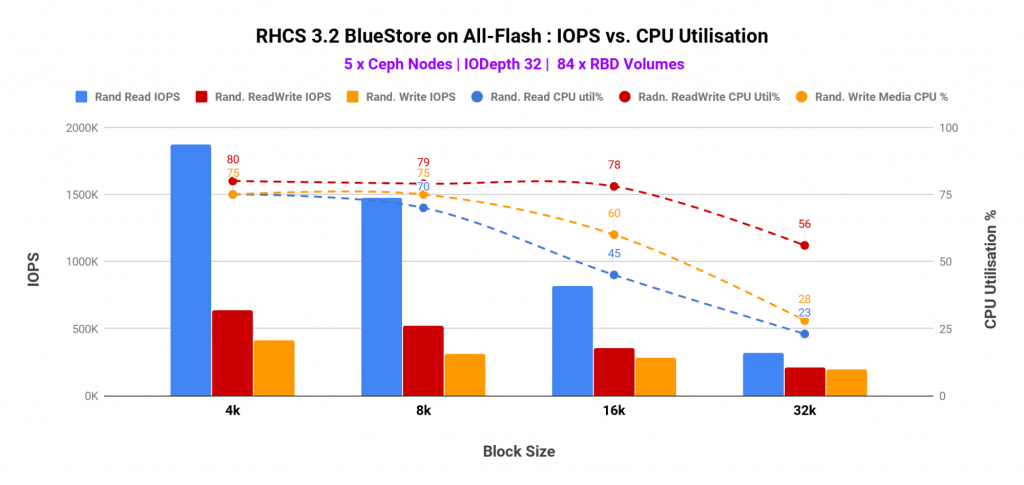 RHCS 3.2 BlueStore on All-Flash : IOPS vs. CPU Utilisation
5 x Ceph Nodes | IODepth 32 | 84 x RBD Volumes
Rand Read IOPS
Rand. ReadWrite IOPS
Rand. Write IOPS
Rand. Read CPU util%
Radn. ReadWrite CPU Util%
Rand. Write Media CPU %
2000K
1500K
1000K
500K
0K
IOPS
80
75
79
75
70
78
60
45
56
28
23
100
75
50
25
0
CPU Utilisation %
4k
8k
16k
32k
Block Size